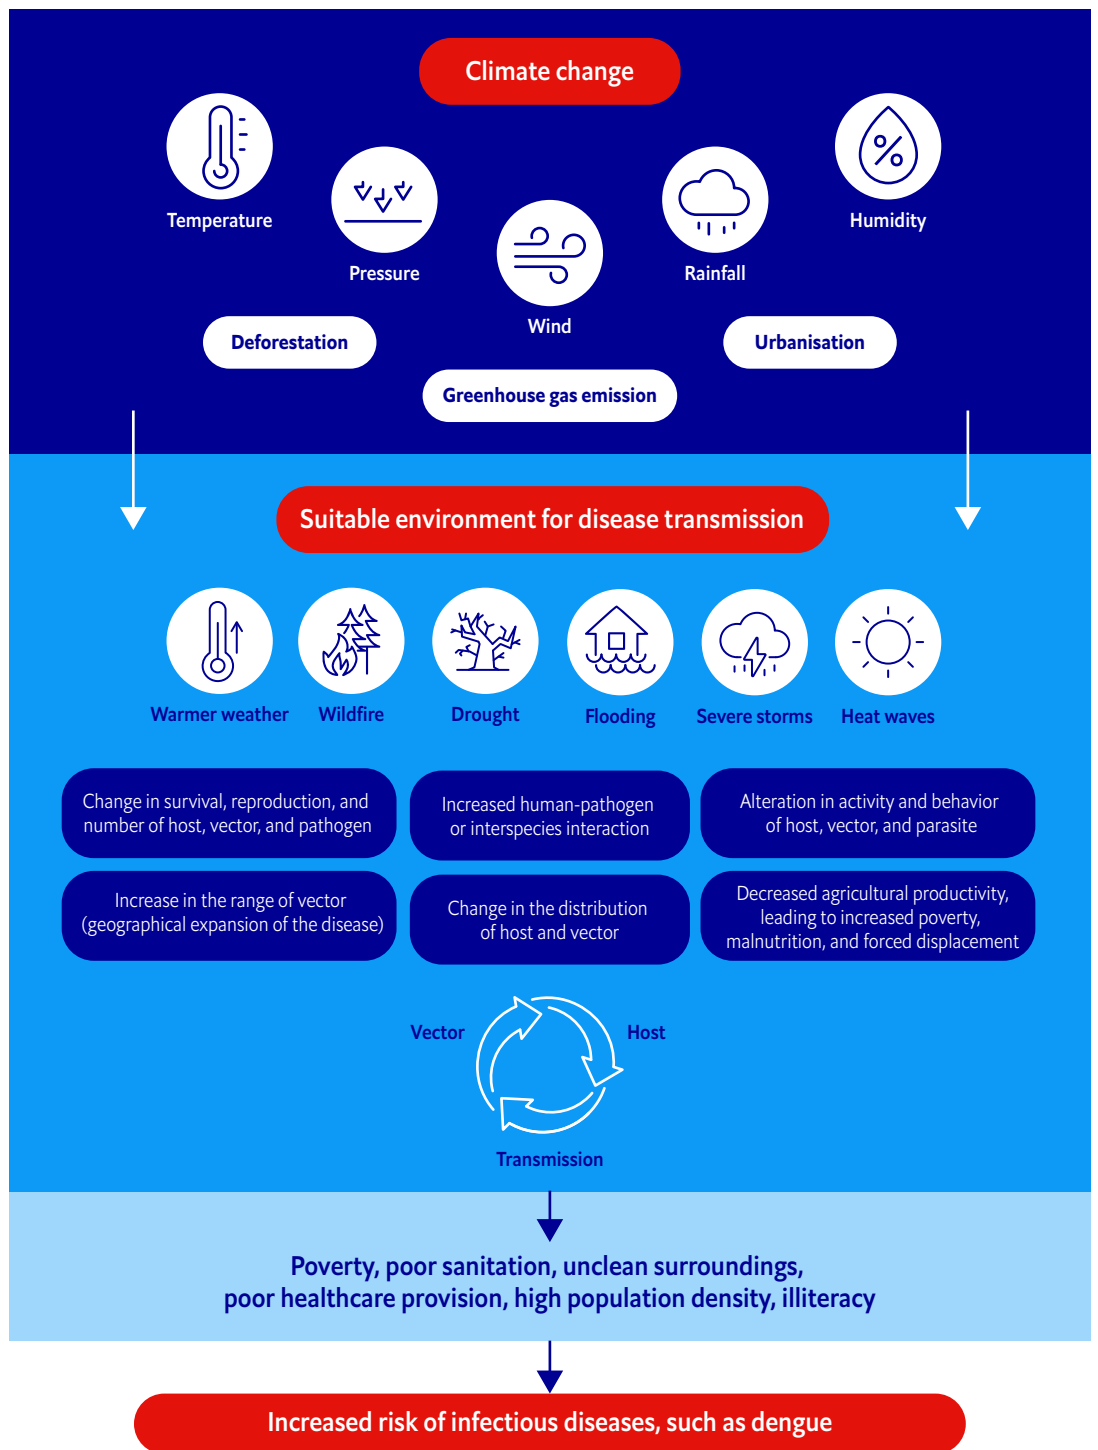 Climate change
%
Temperature
Humidity
Pressure
Rainfall
Wind
Deforestation
Urbanisation
Greenhouse gas emission
Suitable environment for disease transmission
Warmer weather
Wildfire
Drought
Flooding
Severe storms
Heat waves
Change in survival, reproduction, and
number of host, vector, and pathogen
Increased human-pathogen
or interspecies interaction
Alteration in activity and behavior
of host, vector, and parasite
Increase in the range of vector
(geographical expansion of the disease)
Change in the distribution
of host and vector
Decreased agricultural productivity,
leading to increased poverty,
malnutrition, and forced displacement
Vector
Host
Transmission
Poverty, poor sanitation, unclean surroundings,
poor healthcare provision, high population density, illiteracy
Increased risk of infectious diseases, such as dengue